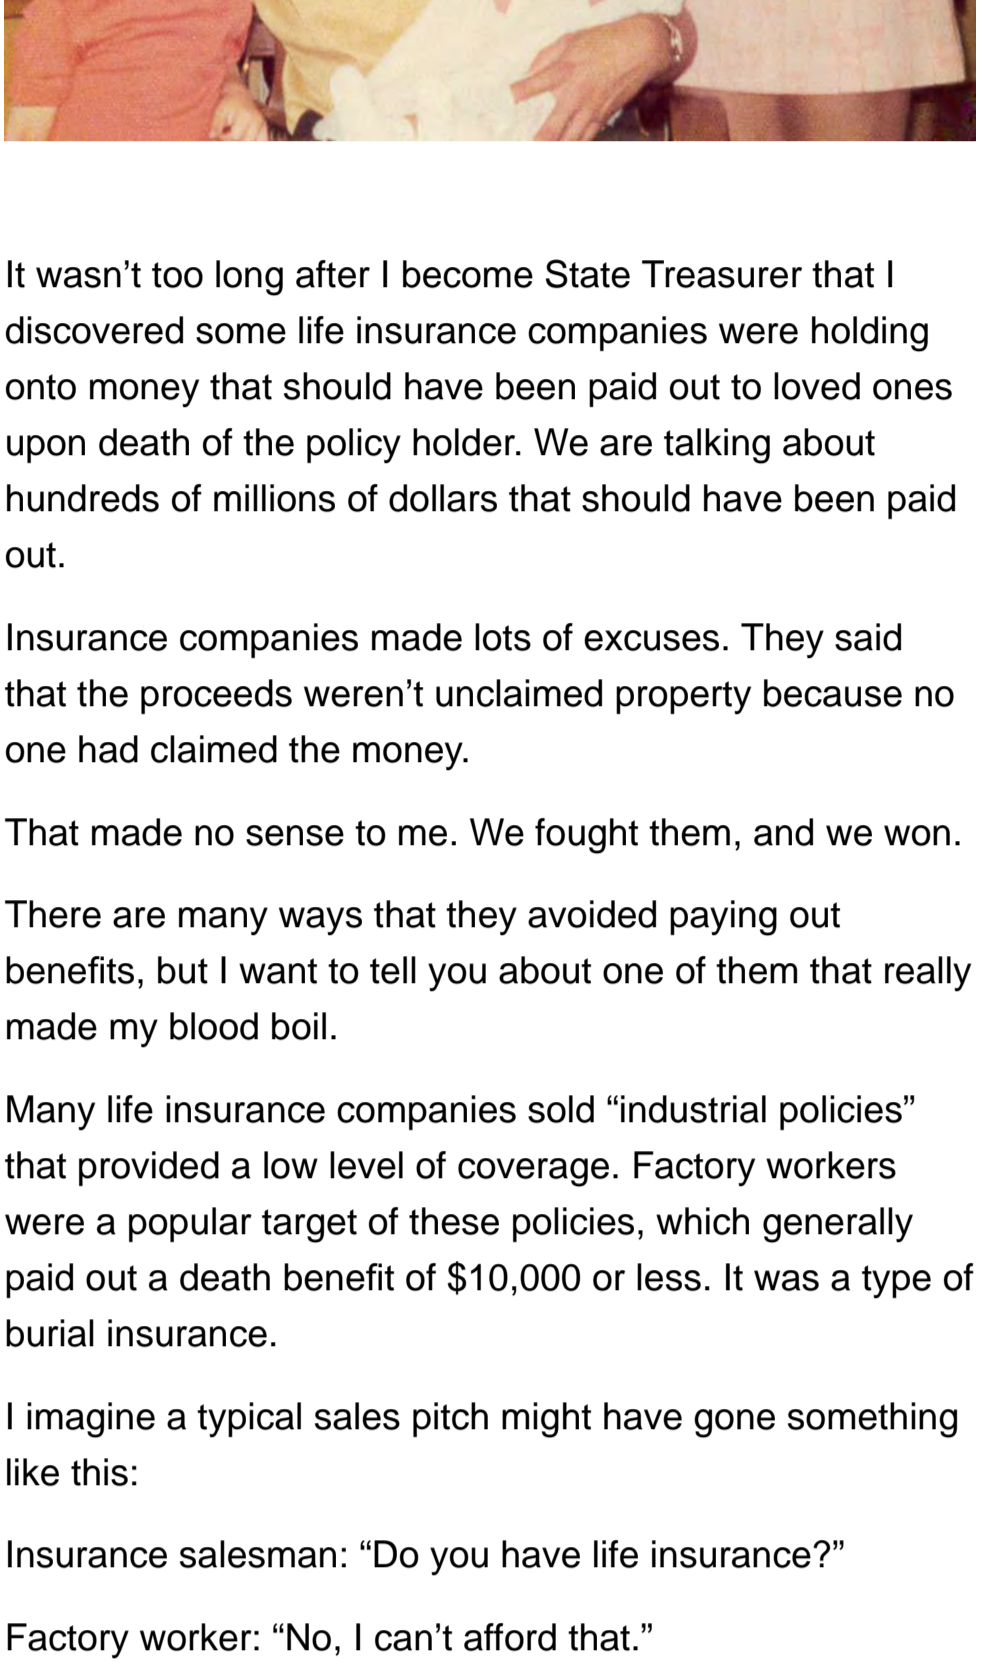 It wasn’t too long after I become State Treasurer that I
discovered some life insurance companies were holding
onto money that should have been paid out to loved ones
upon death of the policy holder. We are talking about
hundreds of millions of dollars that should have been paid
out.
Insurance companies made lots of excuses. They said
that the proceeds weren’t unclaimed property because no
one had claimed the money.
That made no sense to me. We fought them, and we won.
There are many ways that they avoided paying out
benefits, but I want to tell you about one of them that really
made my blood boil.
Many life insurance companies sold “industrial policies”
that provided a low level of coverage. Factory workers
were a popular target of these policies, which generally
paid out a death benefit of $10,000 or less. It was a type of
burial insurance.
I imagine a typical sales pitch might have gone something
like this:
Insurance salesman: “Do you have life insurance?”
Factory worker: “No, I can’t afford that.”